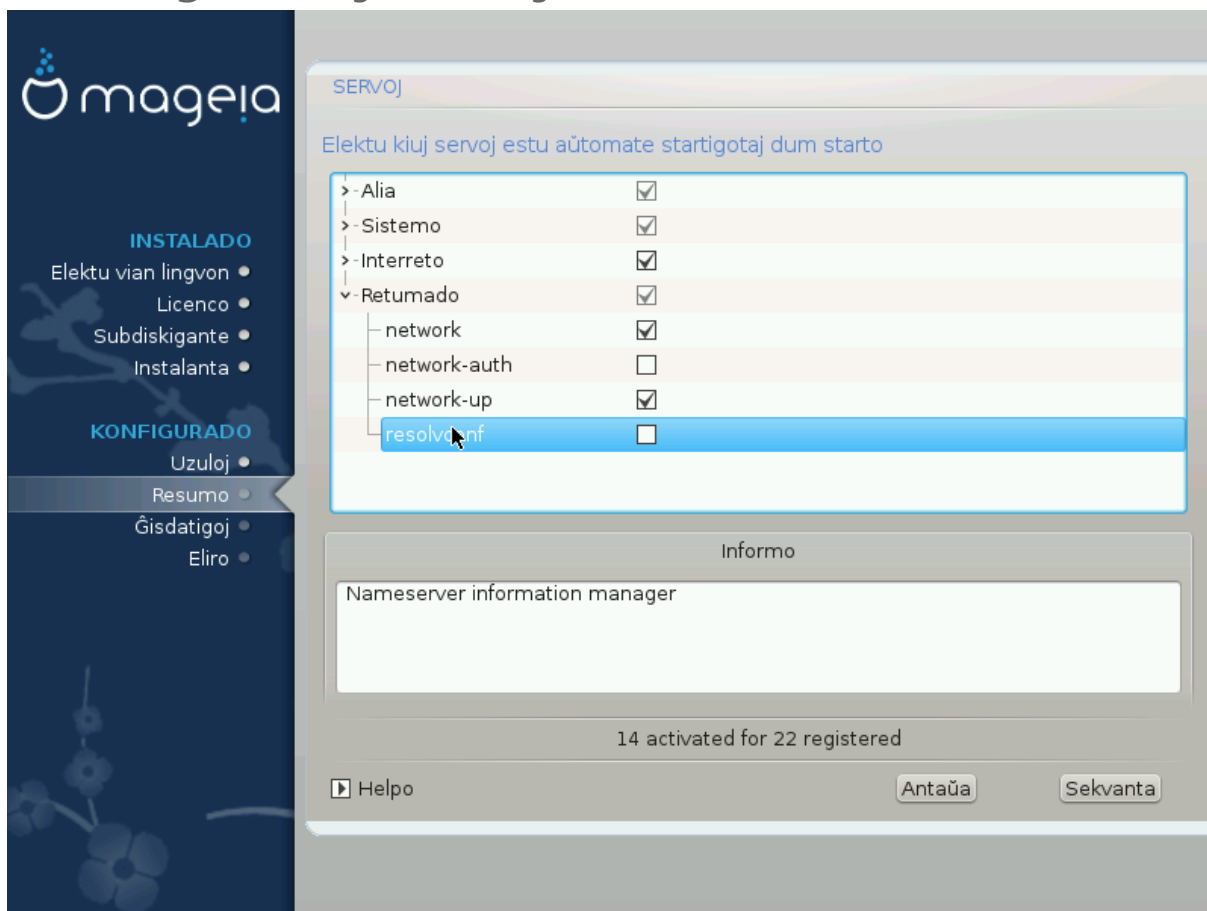 mageia
INSTALADO
Elektu vian lingvon
Licenco
Subdiskigante
Instalanta
KONFIGURADO
Uzuloj
Resumo
Ĝisdatigoj
Eliro
SERVOJ
Elektu kiuj servoj estu aŭtomate startigotaj dum starto
Alia
Sistemo
Interreto
Retumado
network
network-auth
network-up
resolvconf
Informo
Nameserver information manager
14 activated for 22 registered
Helpo
Antaŭa
Sekvanta